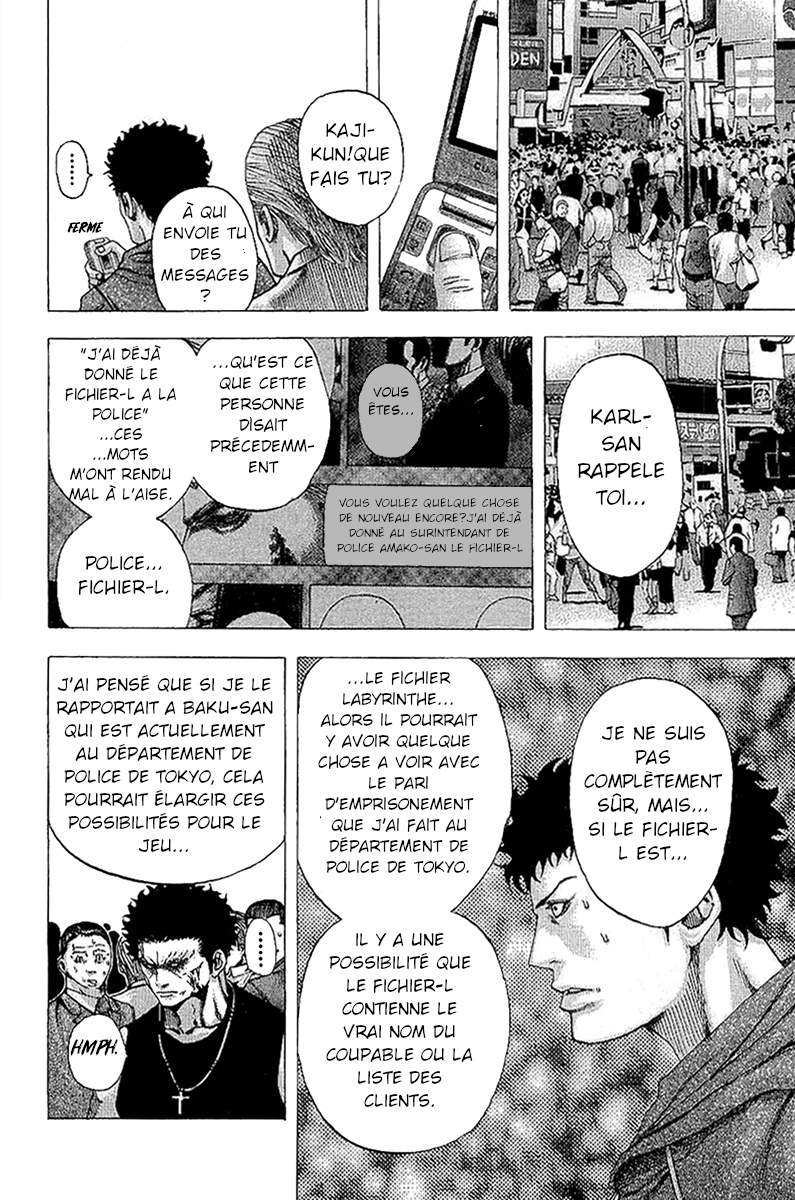 DEN
KAJI-
KUN!QUE
FAIS TU?
À QUI
ENVOIE TU
DES
MESSAGES
?
......
FERME
KARL-
SAN
RAPPELE
TOI...
VOUS
ÊTES...
...QU'EST CE
QUE CETTE
PERSONNE
DISAIT
PRÉCEDEMM-
ENT
VOUS VOULEZ QUELQUE CHOSE
DE NOUVEAU ENCORE?J'AI DÉJÀ
DONNÉ AU SURINTENDANT DE
POLICE AMAKO-SAN LE FICHIER-L
"J'AI DÉJÀ
DONNÉ LE
FICHIER-L A LA
POLICE"
...CES
...MOTS
M'ONT RENDU
MAL À L'AISE.
POLICE...
FICHIER-L.
JE NE SUIS
PAS
COMPLÈTEMENT
SÛR, MAIS...
SI LE FICHIER-
L EST...
...LE FICHIER
LABYRINTHE...
ALORS IL POURRAIT
Y AVOIR QUELQUE
CHOSE A VOIR AVEC
LE PARI
D'EMPRISONEMENT
QUE J'AI FAIT AU
DÉPARTEMENT DE
POLICE DE TOKYO.
IL Y A UNE
POSSIBILITÉ QUE
LE FICHIER-L
CONTIENNE LE
VRAI NOM DU
COUPABLE OU LA
LISTE DES
CLIENTS.
J'AI PENSÉ QUE SI JE LE
RAPPORTAIT A BAKU-SAN
QUI EST ACTUELLEMENT
AU DÉPARTEMENT DE
POLICE DE TOKYO, CELA
POURRAIT ÉLARGIR CES
POSSIBILITÉS POUR LE
JEU...
......
HMPH.